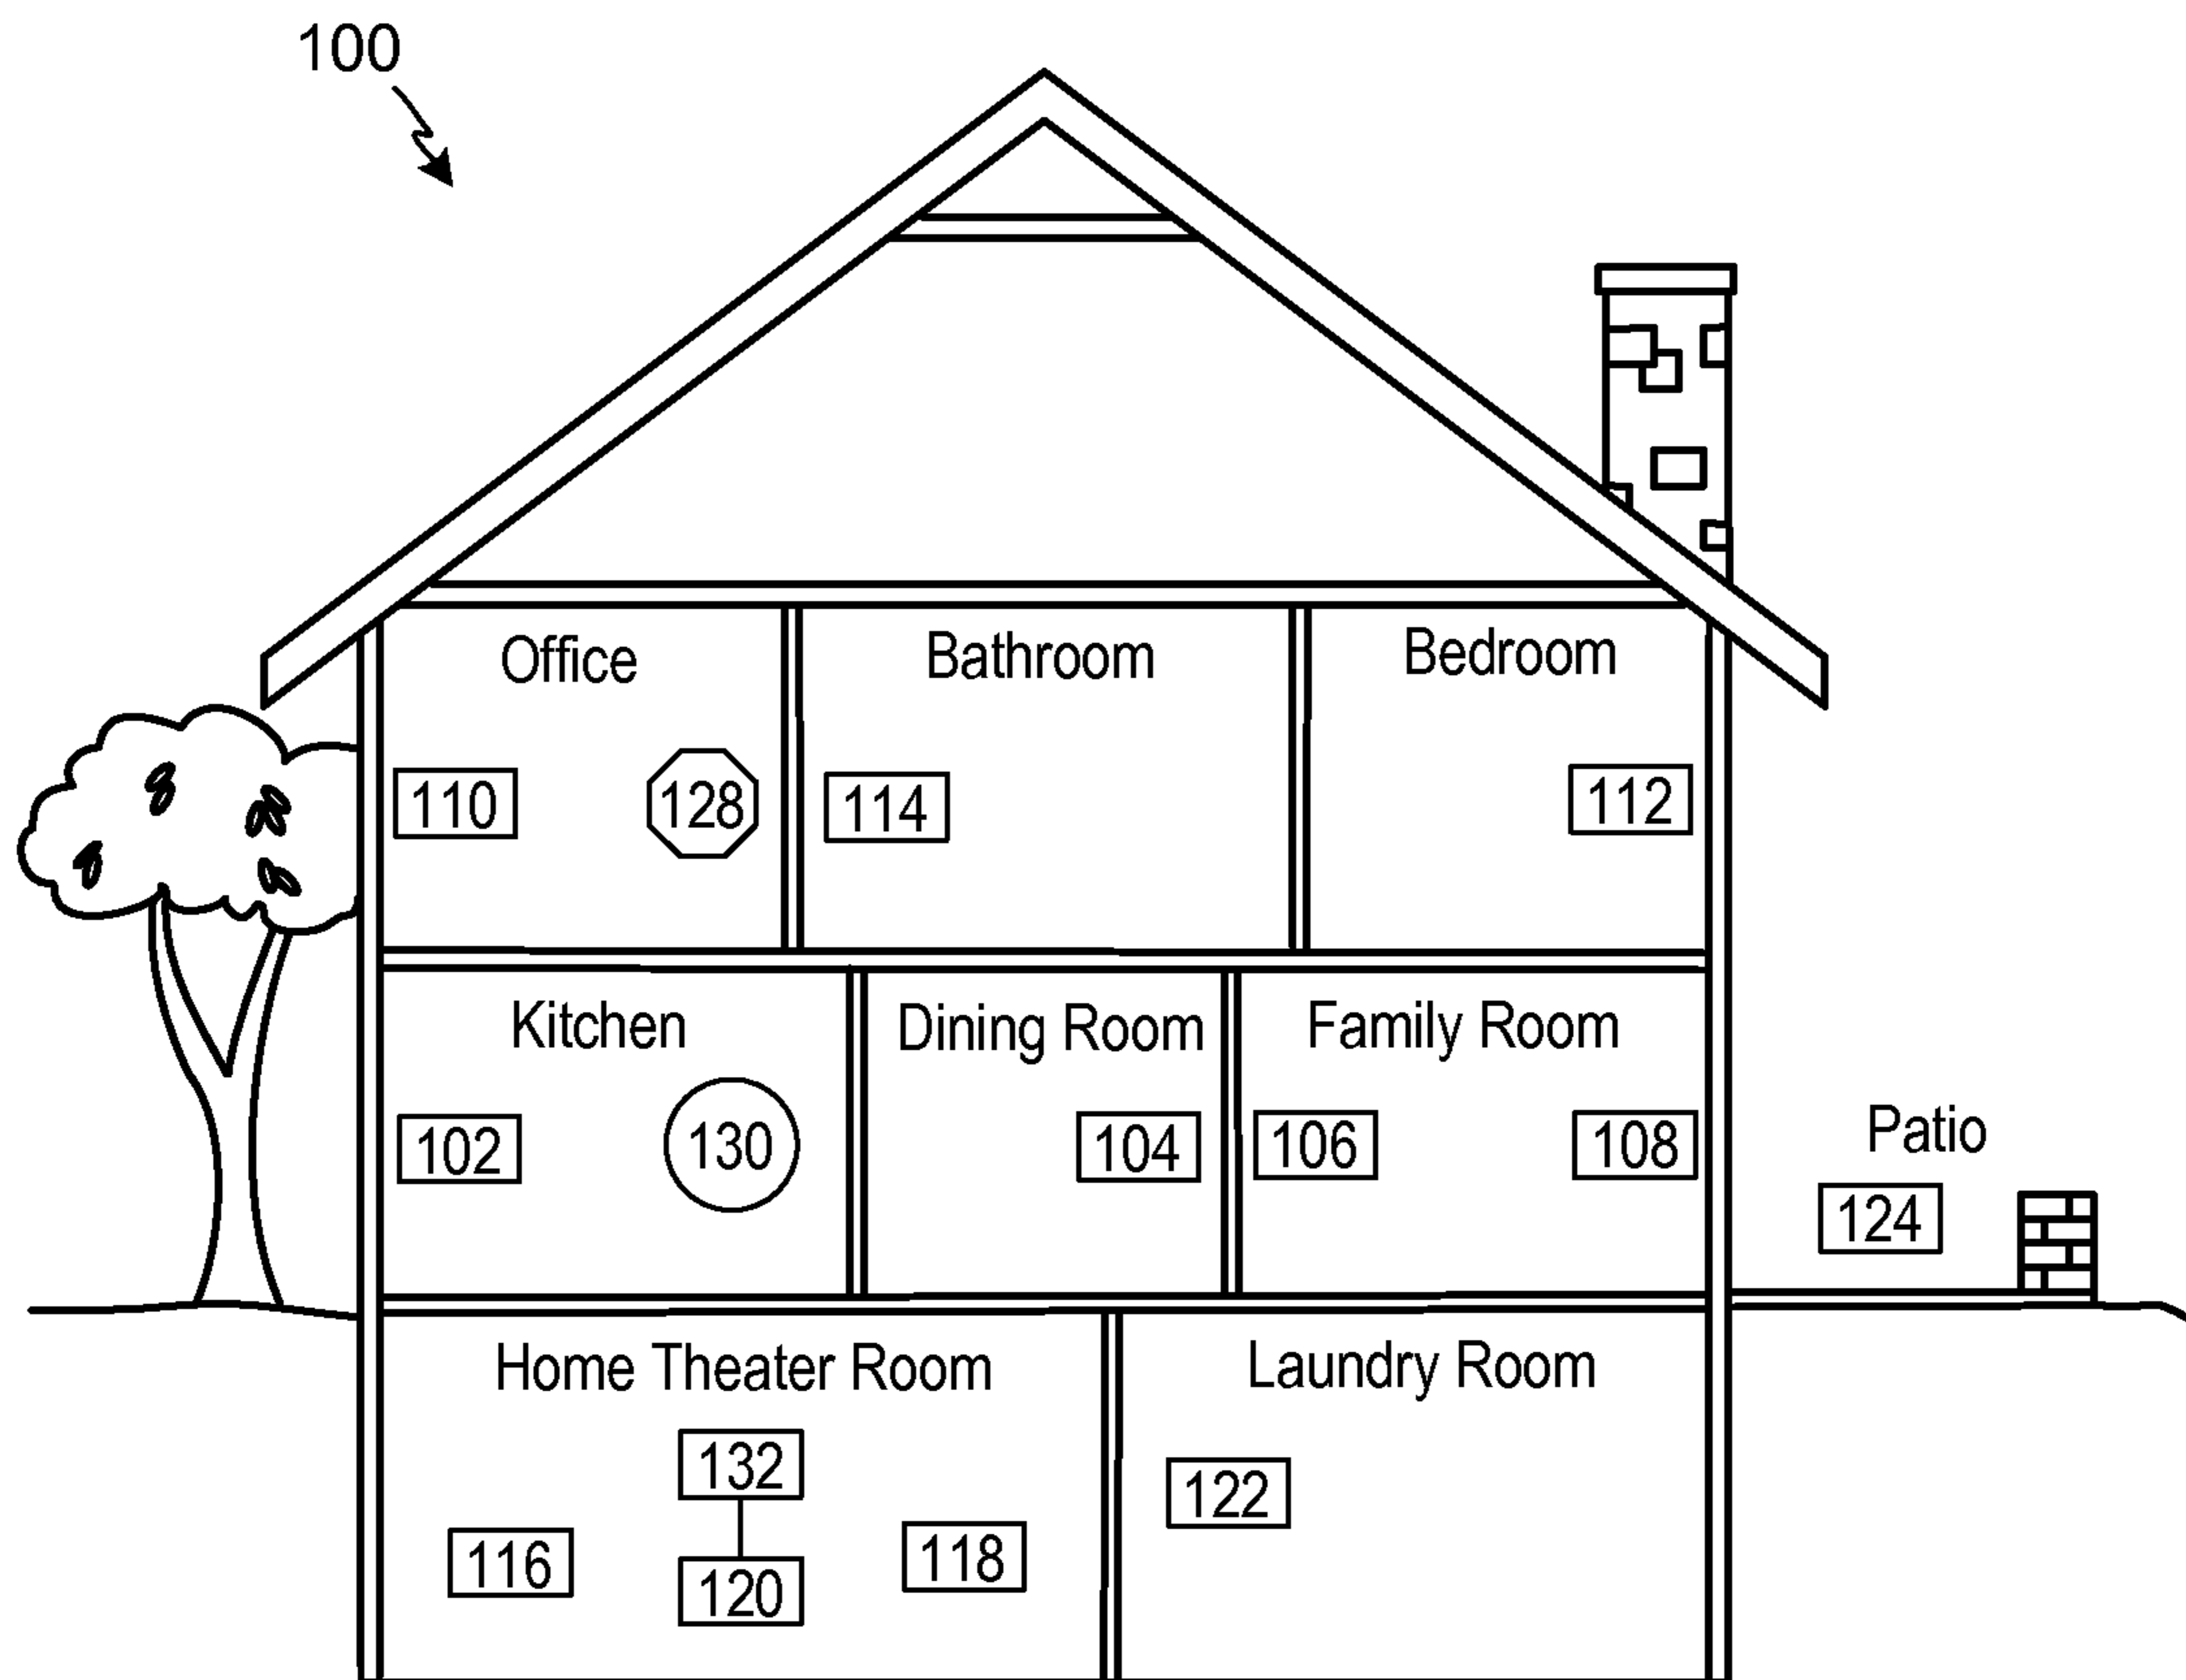 100
Office
Bathroom
Bedroom
110
128
114
112
Kitchen
Dining Room
Family Room
Patio
102
130
104
106
108
124
Home Theater Room
Laundry Room
132
122
116
118
120